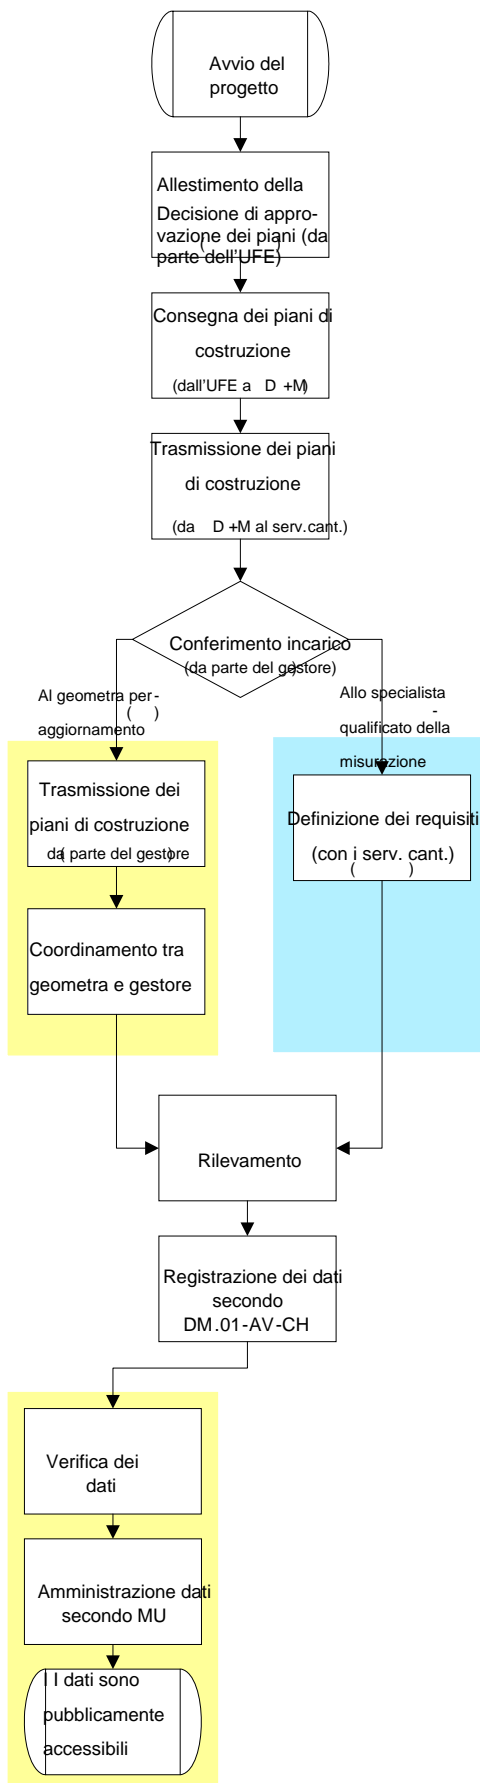 Avvio del
progetto
Allestimento della
Decisione di appro-
vazione dei piani (da
parte dell'UFE)
Consegna dei piani di
costruzione
(dall'UFE a D +M)
Trasmissione dei piani
di costruzione
(da D +M al serv.cant.)
Conferimento incarico
(da parte del gestore)
Al geometra per-
( )
aggiornamento
Allo specialista
-
qualificato della
misurazione
Trasmissione dei
piani di costruzione
(da parte del gestore)
Definizione dei requisiti
(con i serv. cant.)
( )
Coordinamento tra
geometra e gestore
Rilevamento
Registrazione dei dati
secondo
DM.01-AV-CH
Verifica dei
dati
Amministrazione dati
secondo MU
I I dati sono
pubblicamente
accessibili